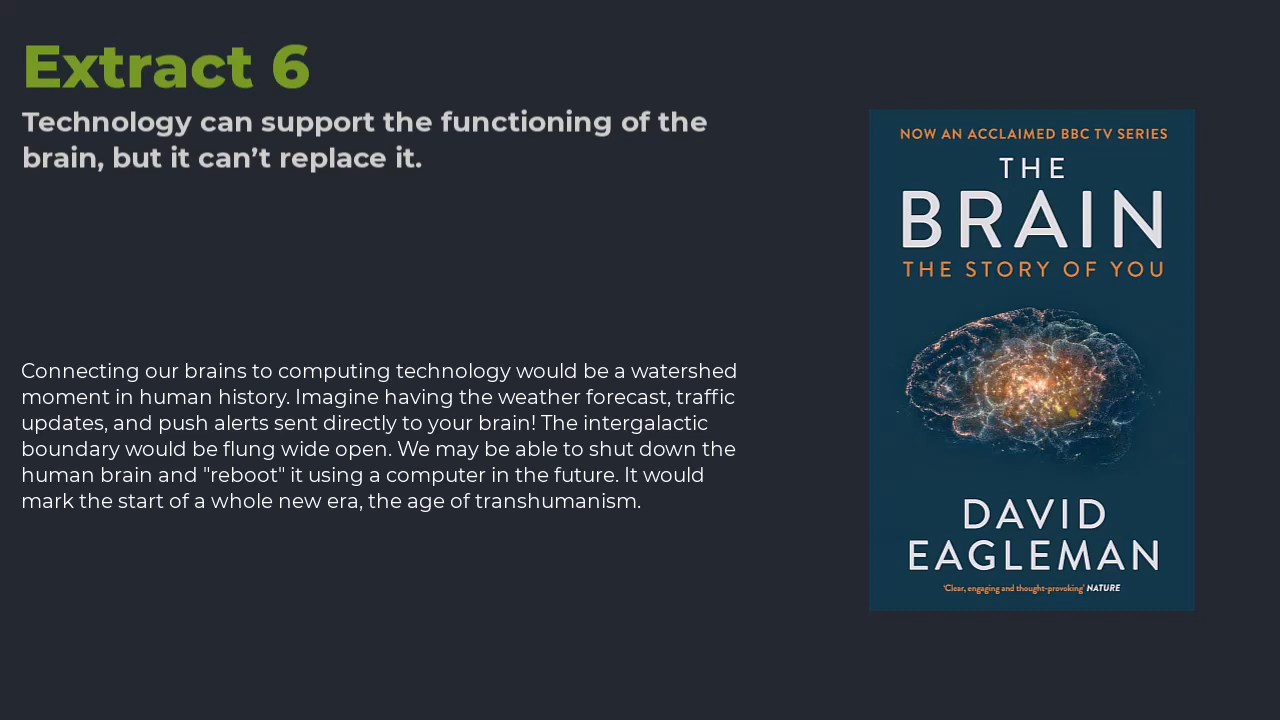 Extract 6
Technology can support the functioning of the
brain, but it can’t replace it.
Connecting our brains to computing technology would be a watershed
moment in human history. Imagine having the weather forecast, traffic
updates, and push alerts sent directly to your brain! The intergalactic
boundary would be flung wide open. We may be able to shut down the
human brain and "reboot" it using a computer in the future. It would
mark the start of a whole new era, the age of transhumanism.
NOW AN ACCLAIMED BBC TV SERIES
THE
BRAIN
THE STORY OF YOU
DAVID
EAGLEMAN
‘Clear, engaging and thought-provoking’ NATURE